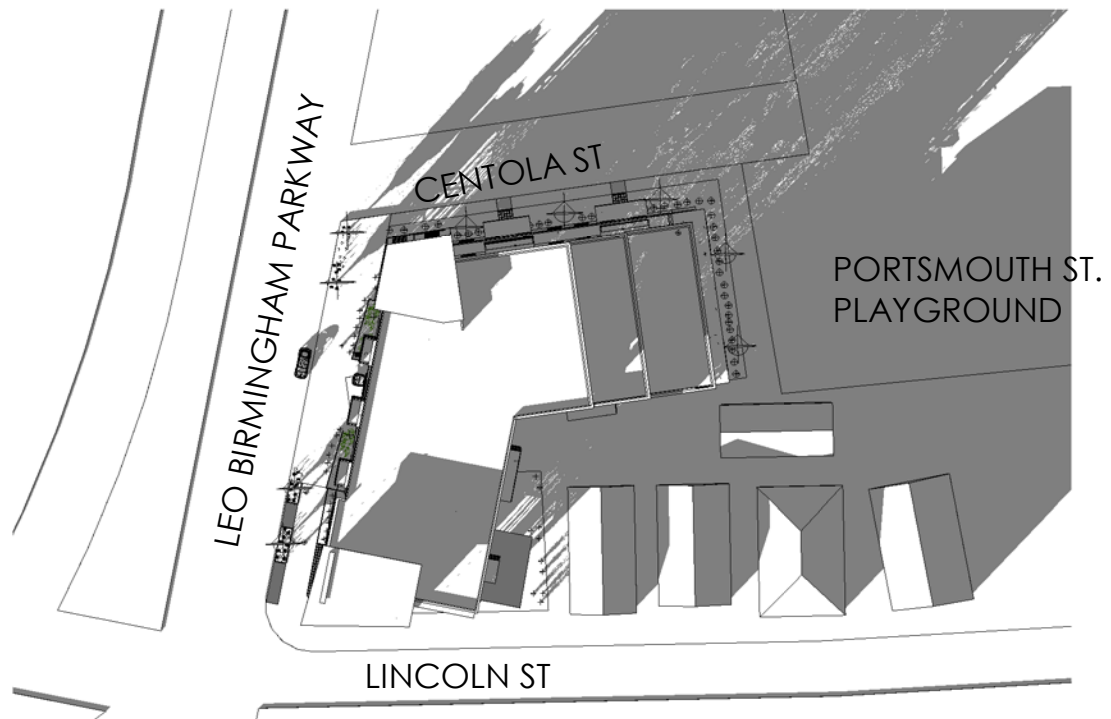 CENTOLA ST
LEO BIRMINGHAM PARKWAY
PORTSMOUTH ST.
PLAYGROUND
LINCOLN ST